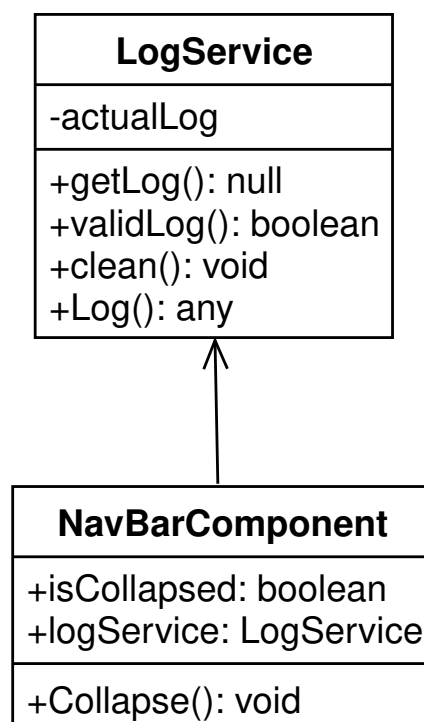 LogService
-actualLog
+getLog(): null
+validLog(): boolean
+clean(): void
+Log(): any
NavBarComponent
+isCollapsed: boolean
+logService: LogService
+Collapse(): void